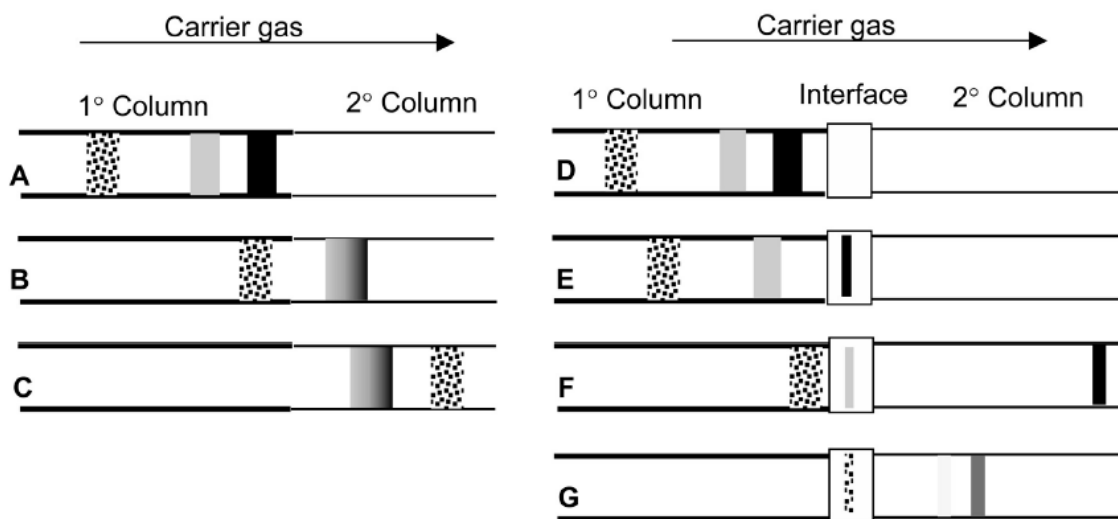 Carrier gas
1° Column
2° Column
A
B
C
Carrier gas
1° Column
Interface
2° Column
D
E
F
G